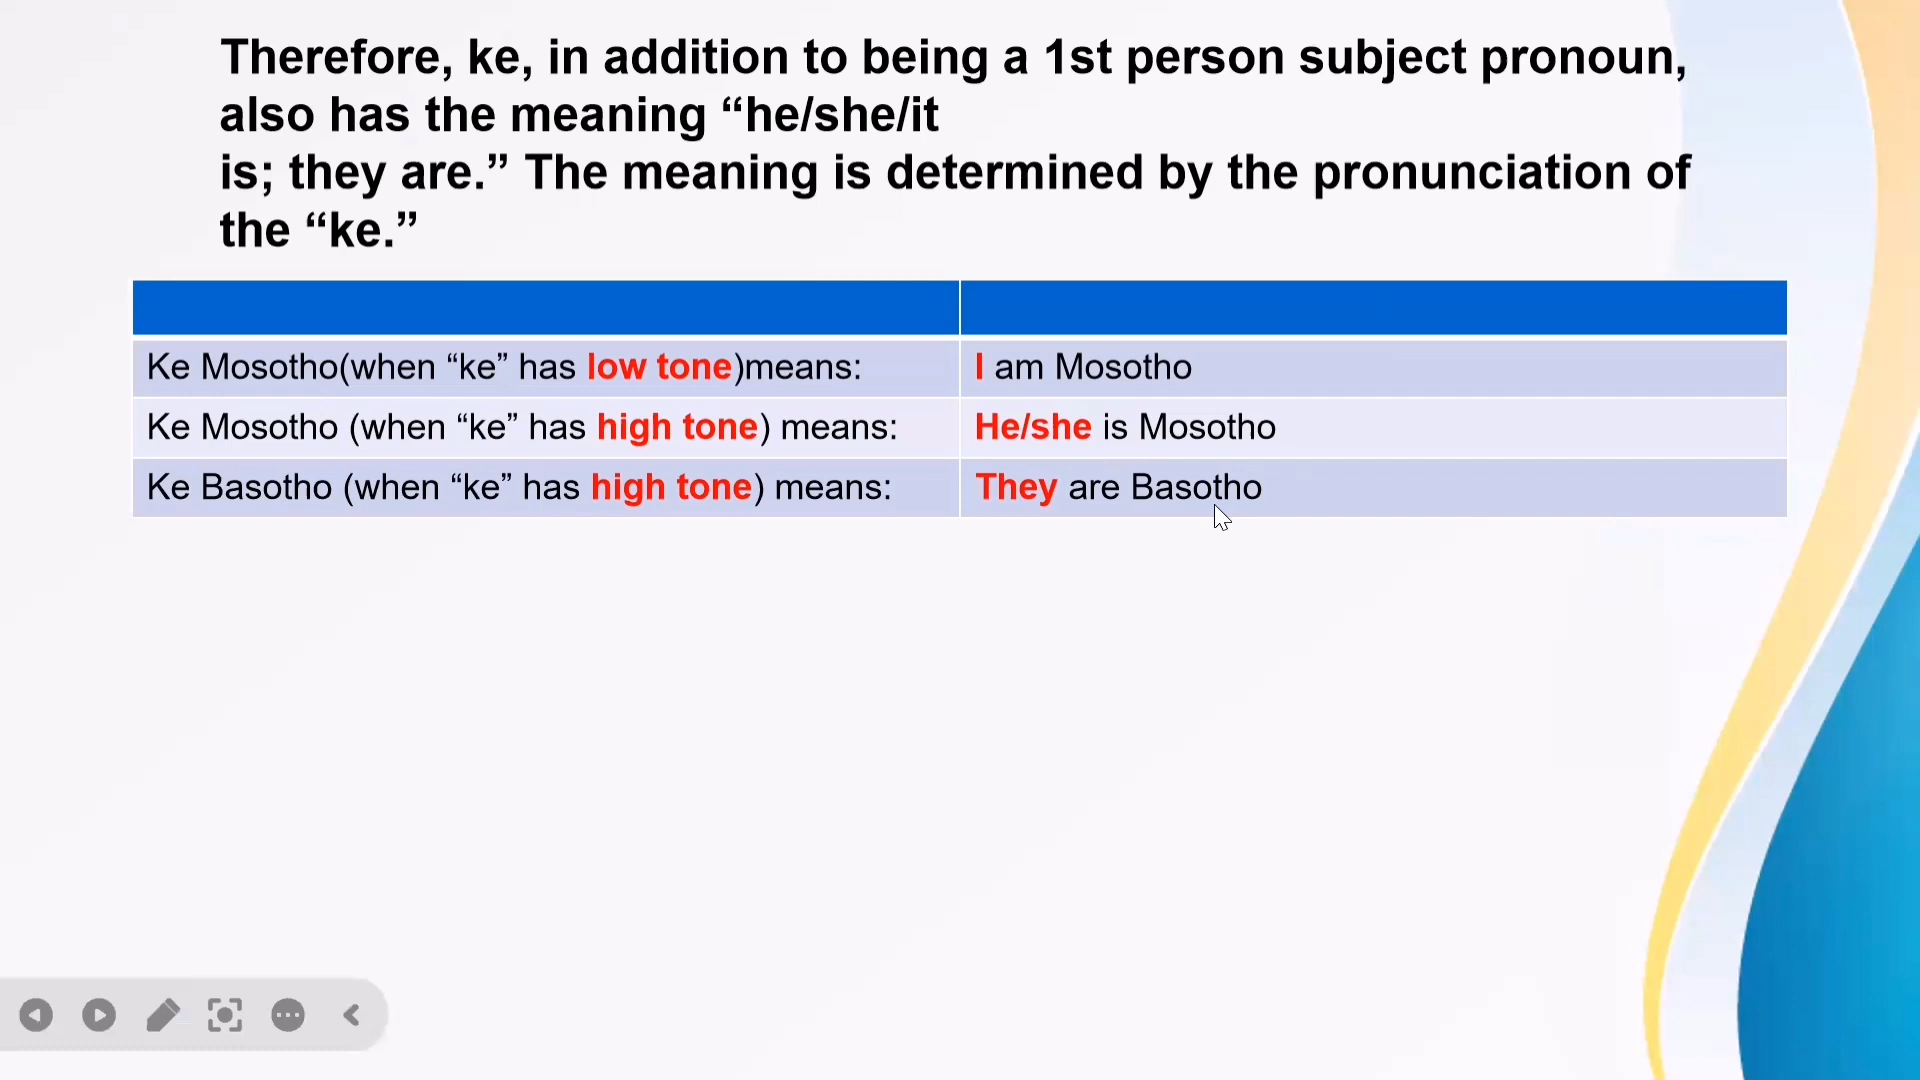 Therefore, ke, in addition to being a 1st person subject pronoun,
also has the meaning “he/she/it
is; they are.” The meaning is determined by the pronunciation of
the “ke.”
Ke Mosotho(when “ke” has low tone)means: I am Mosotho
Ke Mosotho (when “ke” has high tone) means: He/she is Mosotho
Ke Basotho (when “ke” has high tone) means: They are Basotho